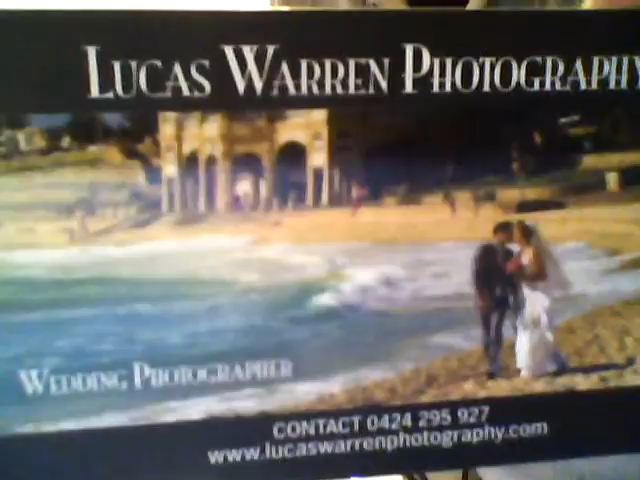 Lucas Warren Photography
Wedding Photographer
CONTACT 0424 295 927
www.lucaswarrenphotography.com